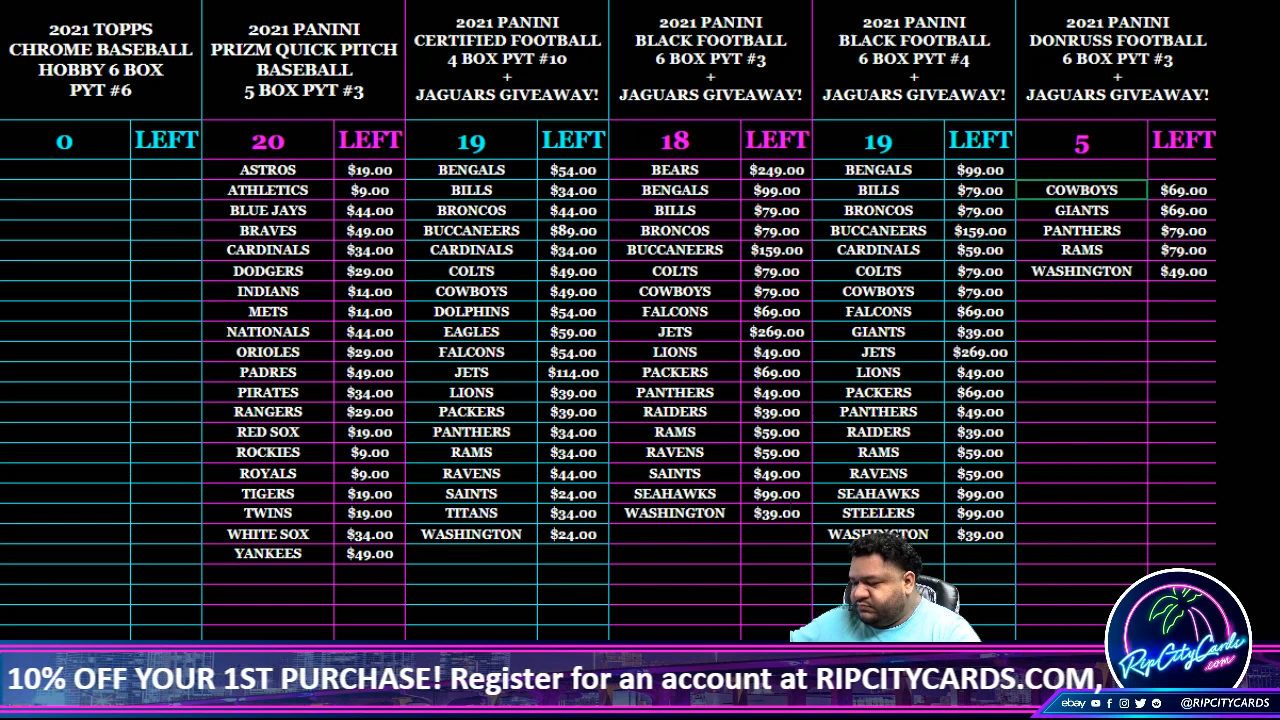 2021 TOPPS
CHROME BASEBALL
HOBBY 6 BOX
PYT #6
0 LEFT
2021 PANINI
PRIZM QUICK PITCH
BASEBALL
5 BOX PYT #3
20 LEFT
ASTROS $19.00
ATHLETICS $9.00
BLUE JAYS $44.00
BRAVES $49.00
CARDINALS $34.00
DODGERS $29.00
INDIANS $14.00
METS $14.00
NATIONALS $44.00
ORIOLES $29.00
PADRES $49.00
PIRATES $34.00
RANGERS $29.00
RED SOX $19.00
ROCKIES $9.00
ROYALS $9.00
TIGERS $19.00
TWINS $19.00
WHITE SOX $34.00
YANKEES $49.00
2021 PANINI
CERTIFIED FOOTBALL
4 BOX PYT #10
+
JAGUARS GIVEAWAY!
19 LEFT
BENGALS $54.00
BILLS $34.00
BRONCOS $44.00
BUCCANEERS $89.00
CARDINALS $34.00
COLTS $49.00
COWBOYS $49.00
DOLPHINS $54.00
EAGLES $59.00
FALCONS $54.00
JETS $114.00
LIONS $39.00
PACKERS $39.00
PANTHERS $34.00
RAMS $34.00
RAVENS $44.00
SAINTS $24.00
TITANS $34.00
WASHINGTON $24.00
2021 PANINI
BLACK FOOTBALL
6 BOX PYT #3
+
JAGUARS GIVEAWAY!
18 LEFT
BEARS $249.00
BENGALS $99.00
BILLS $79.00
BRONCOS $79.00
BUCCANEERS $159.00
COLTS $79.00
COWBOYS $79.00
FALCONS $69.00
JETS $269.00
LIONS $49.00
PACKERS $69.00
PANTHERS $49.00
RAIDERS $39.00
RAMS $59.00
RAVENS $59.00
SAINTS $49.00
SEAHAWKS $99.00
WASHINGTON $39.00
2021 PANINI
BLACK FOOTBALL
6 BOX PYT #4
+
JAGUARS GIVEAWAY!
19 LEFT
BENGALS $99.00
BILLS $79.00
BRONCOS $79.00
BUCCANEERS $159.00
CARDINALS $59.00
COLTS $79.00
COWBOYS $79.00
FALCONS $69.00
GIANTS $39.00
JETS $269.00
LIONS $49.00
PACKERS $69.00
PANTHERS $49.00
RAIDERS $39.00
RAMS $59.00
RAVENS $59.00
SEAHAWKS $99.00
STEELERS $99.00
WASHINGTON $39.00
2021 PANINI
DONRUSS FOOTBALL
6 BOX PYT #3
+
JAGUARS GIVEAWAY!
5 LEFT
COWBOYS $69.00
GIANTS $69.00
PANTHERS $79.00
RAMS $79.00
WASHINGTON $49.00
10% OFF YOUR 1ST PURCHASE! Register for an account at RIPCITYCARDS.COM,
RipCityCards
.com
ebay @RIPCITYCARDS